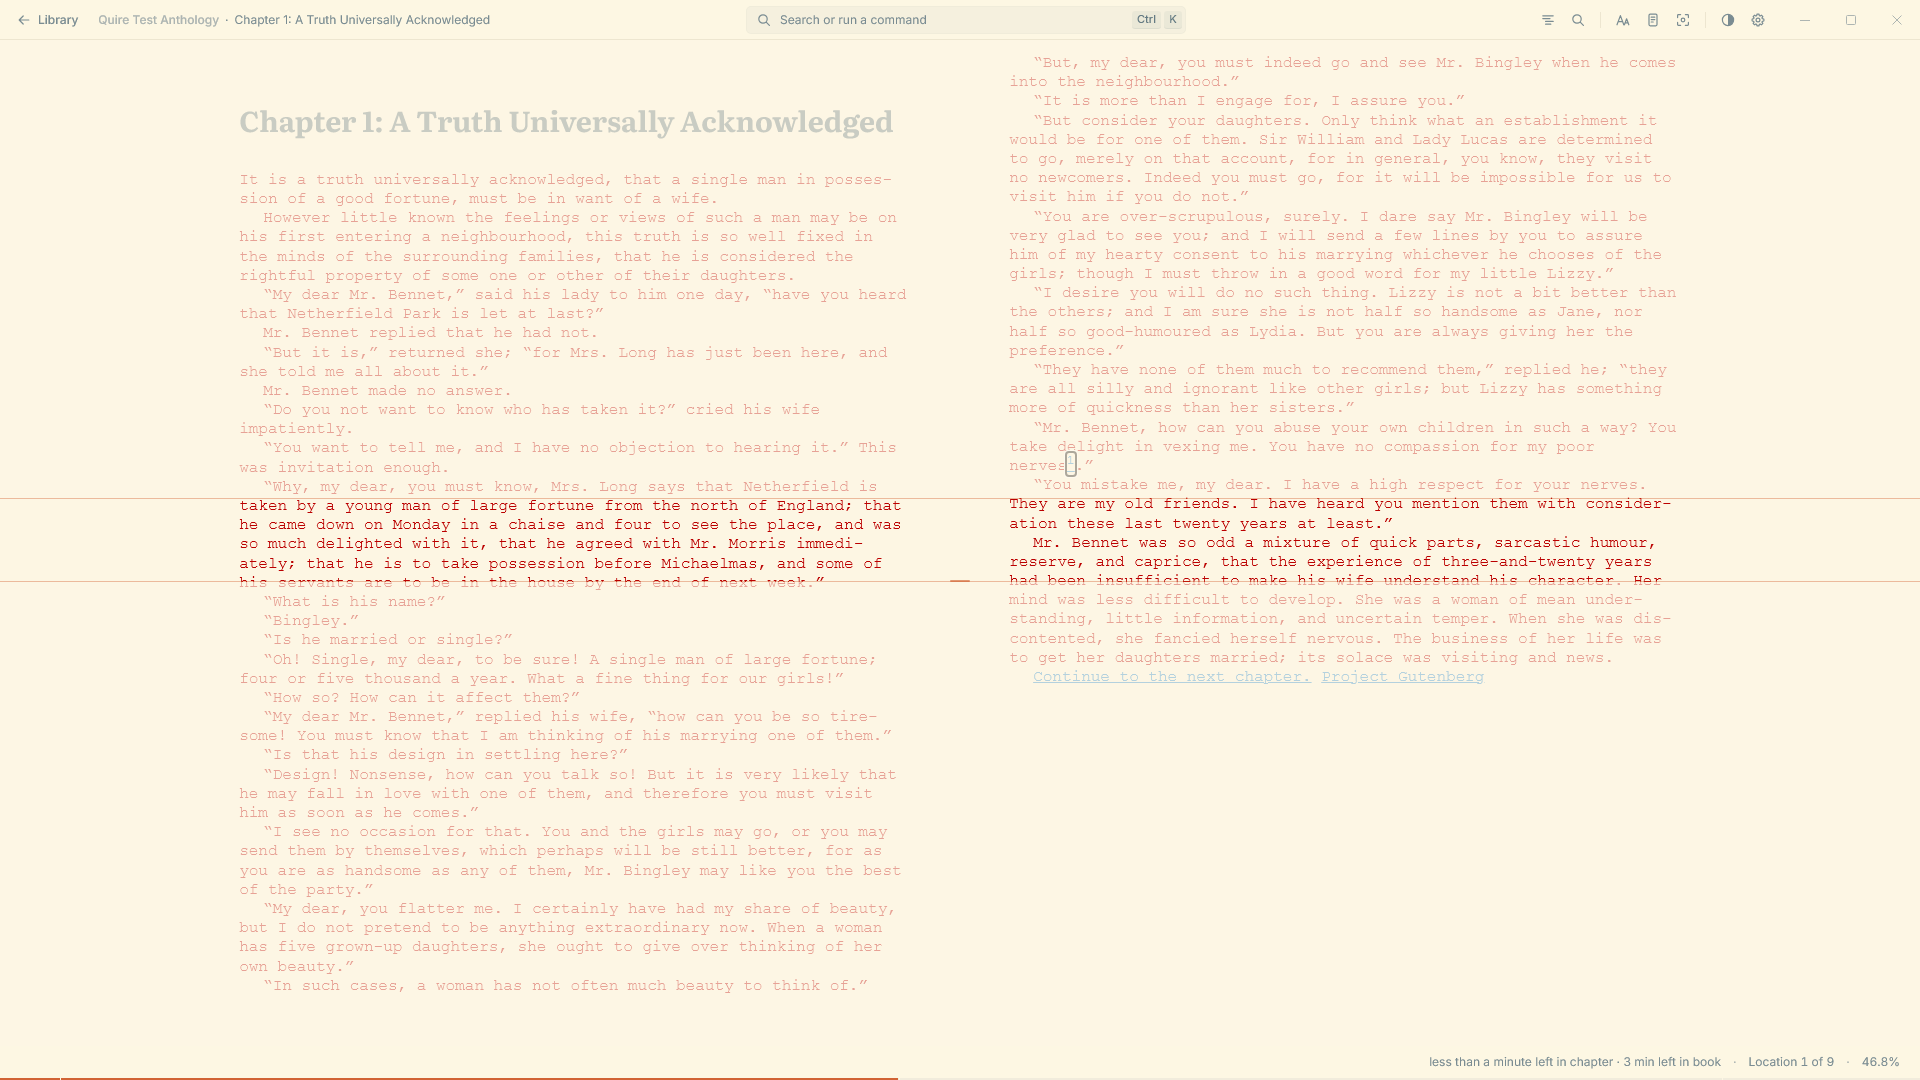 Library
Quire Test Anthology · Chapter 1: A Truth Universally Acknowledged
Search or run a command
Ctrl K
Chapter 1: A Truth Universally Acknowledged
It is a truth universally acknowledged, that a single man in posses-
sion of a good fortune, must be in want of a wife.
However little known the feelings or views of such a man may be on
his first entering a neighbourhood, this truth is so well fixed in
the minds of the surrounding families, that he is considered the
rightful property of some one or other of their daughters.
“My dear Mr. Bennet,” said his lady to him one day, “have you heard
that Netherfield Park is let at last?”
Mr. Bennet replied that he had not.
“But it is,” returned she; “for Mrs. Long has just been here, and
she told me all about it.”
Mr. Bennet made no answer.
“Do you not want to know who has taken it?” cried his wife
impatiently.
“You want to tell me, and I have no objection to hearing it.” This
was invitation enough.
“Why, my dear, you must know, Mrs. Long says that Netherfield is
taken by a young man of large fortune from the north of England; that
he came down on Monday in a chaise and four to see the place, and was
so much delighted with it, that he agreed with Mr. Morris immedi-
ately; that he is to take possession before Michaelmas, and some of
his servants are to be in the house by the end of next week.”
“What is his name?”
“Bingley.”
“Is he married or single?”
“Oh! Single, my dear, to be sure! A single man of large fortune;
four or five thousand a year. What a fine thing for our girls!”
“How so? How can it affect them?”
“My dear Mr. Bennet,” replied his wife, “how can you be so tire-
some! You must know that I am thinking of his marrying one of them.”
“Is that his design in settling here?”
“Design! Nonsense, how can you talk so! But it is very likely that
he may fall in love with one of them, and therefore you must visit
him as soon as he comes.”
“I see no occasion for that. You and the girls may go, or you may
send them by themselves, which perhaps will be still better, for as
you are as handsome as any of them, Mr. Bingley may like you the best
of the party.”
“My dear, you flatter me. I certainly have had my share of beauty,
but I do not pretend to be anything extraordinary now. When a woman
has five grown-up daughters, she ought to give over thinking of her
own beauty.”
“In such cases, a woman has not often much beauty to think of.”
“But, my dear, you must indeed go and see Mr. Bingley when he comes
into the neighbourhood.”
“It is more than I engage for, I assure you.”
“But consider your daughters. Only think what an establishment it
would be for one of them. Sir William and Lady Lucas are determined
to go, merely on that account, for in general, you know, they visit
no newcomers. Indeed you must go, for it will be impossible for us to
visit him if you do not.”
“You are over-scrupulous, surely. I dare say Mr. Bingley will be
very glad to see you; and I will send a few lines by you to assure
him of my hearty consent to his marrying whichever he chooses of the
girls; though I must throw in a good word for my little Lizzy.”
“I desire you will do no such thing. Lizzy is not a bit better than
the others; and I am sure she is not half so handsome as Jane, nor
half so good-humoured as Lydia. But you are always giving her the
preference.”
“They have none of them much to recommend them,” replied he; “they
are all silly and ignorant like other girls; but Lizzy has something
more of quickness than her sisters.”
“Mr. Bennet, how can you abuse your own children in such a way? You
take delight in vexing me. You have no compassion for my poor
nerves1.”
“You mistake me, my dear. I have a high respect for your nerves.
They are my old friends. I have heard you mention them with consider-
ation these last twenty years at least.”
Mr. Bennet was so odd a mixture of quick parts, sarcastic humour,
reserve, and caprice, that the experience of three-and-twenty years
had been insufficient to make his wife understand his character. Her
mind was less difficult to develop. She was a woman of mean under-
standing, little information, and uncertain temper. When she was dis-
contented, she fancied herself nervous. The business of her life was
to get her daughters married; its solace was visiting and news.
Continue to the next chapter. Project Gutenberg
less than a minute left in chapter · 3 min left in book · Location 1 of 9 · 46.8%